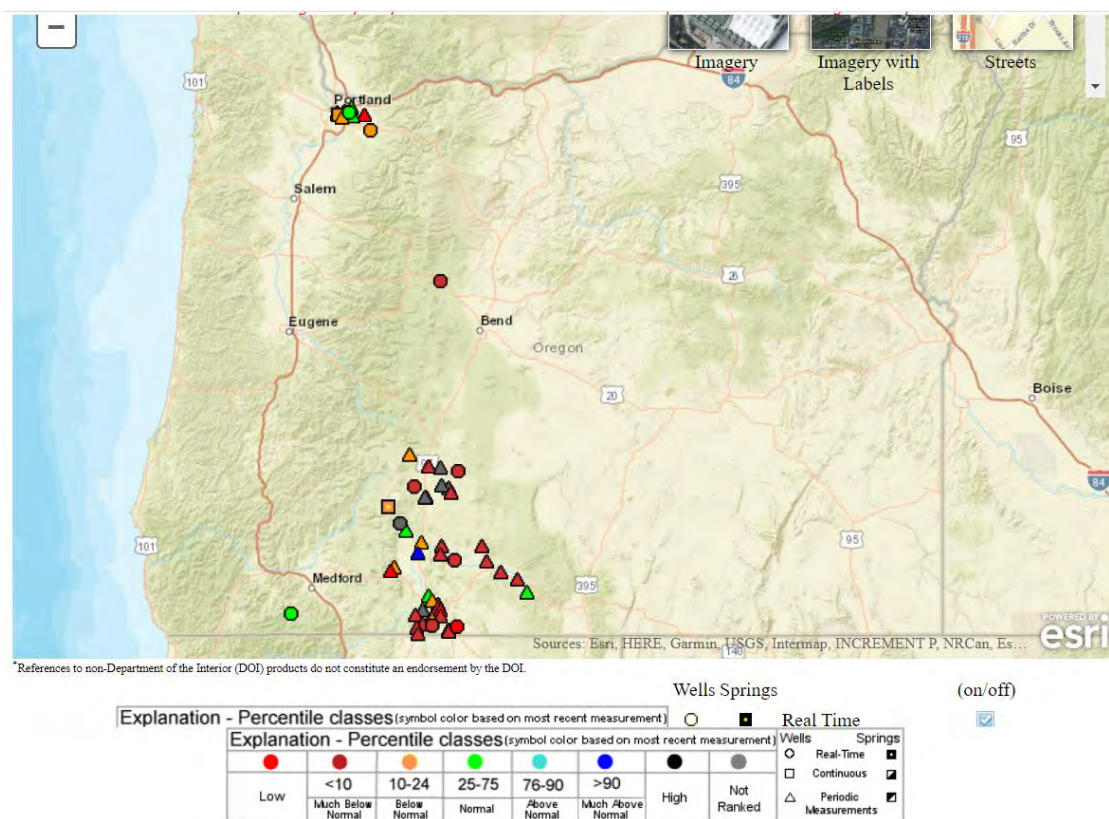 −
Imagery
Imagery with
Labels
Streets
101
Portland
84
95
395
Salem
26
Eugene
Bend
Oregon
20
Boise
84
95
101
Medford
395
POWERED BY
esri
Sources: Esri, HERE, Garmin, USGS, Intermap, INCREMENT P, NRCan, Es...
140
*References to non-Department of the Interior (DOI) products do not constitute an endorsement by the DOI.
Wells Springs
(on/off)
Explanation - Percentile classes (symbol color based on most recent measurement)
Real Time
Explanation - Percentile classes (symbol color based on most recent measurement)
Wells Springs
Real-Time
Continuous
Periodic
Measurements
Low
<10
Much Below
Normal
10-24
Below
Normal
25-75
Normal
76-90
Above
Normal
>90
Much Above
Normal
High
Not
Ranked